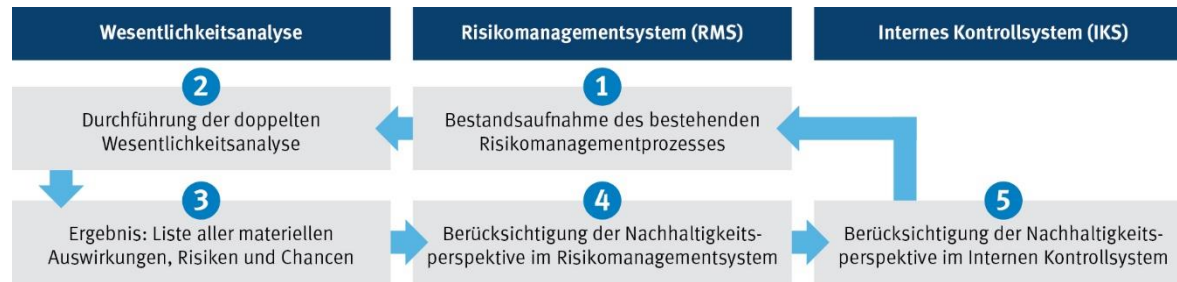 Wesentlichkeitsanalyse
Risikomanagementsystem (RMS)
Internes Kontrollsystem (IKS)
2
Durchführung der doppelten
Wesentlichkeitsanalyse
1
Bestandsaufnahme des bestehenden
Risikomanagementprozesses
3
Ergebnis: Liste aller materiellen
Auswirkungen, Risiken und Chancen
4
Berücksichtigung der Nachhaltigkeits-
perspektive im Risikomanagementsystem
5
Berücksichtigung der Nachhaltigkeits-
perspektive im Internen Kontrollsystem